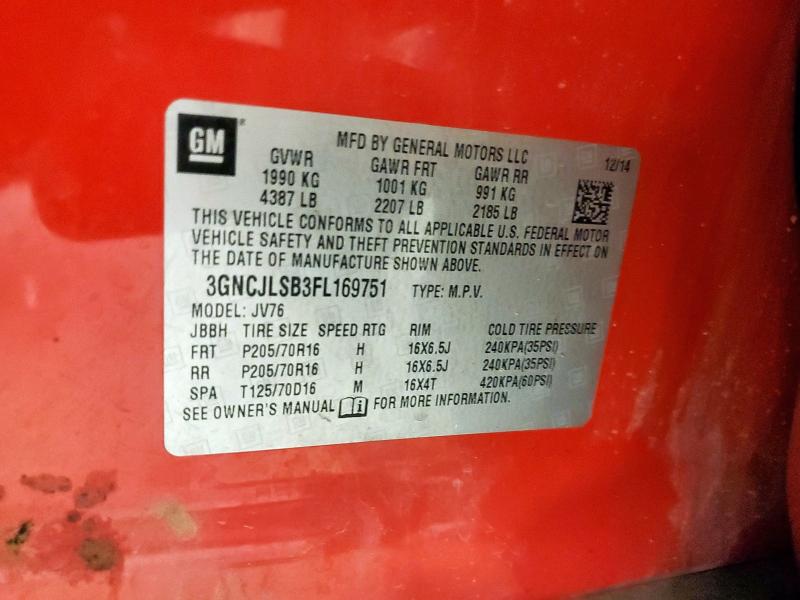 GM
MFD BY GENERAL MOTORS LLC 12/14
GVWR GAWR FRT GAWR RR
1990 KG 1001 KG 991 KG
4387 LB 2207 LB 2185 LB
THIS VEHICLE CONFORMS TO ALL APPLICABLE U.S. FEDERAL MOTOR
VEHICLE SAFETY AND THEFT PREVENTION STANDARDS IN EFFECT ON
THE DATE OF MANUFACTURE SHOWN ABOVE.
3GNCJLSB3FL169751 TYPE: M.P.V.
MODEL: JV76
JBBH TIRE SIZE SPEED RTG RIM COLD TIRE PRESSURE
FRT P205/70R16 H 16X6.5J 240KPA(35PSI)
RR P205/70R16 H 16X6.5J 240KPA(35PSI)
SPA T125/70D16 M 16X4T 420KPA(60PSI)
SEE OWNER'S MANUAL i FOR MORE INFORMATION.